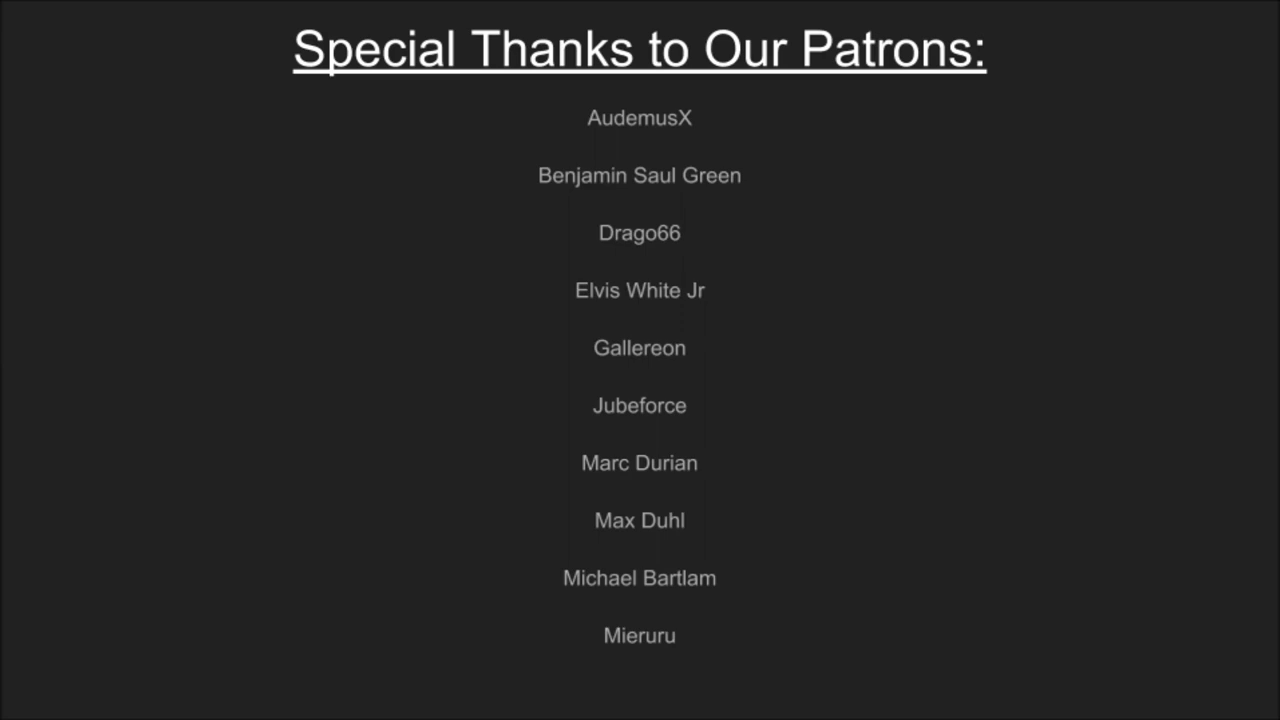 Special Thanks to Our Patrons:
AudemusX
Benjamin Saul Green
Drago66
Elvis White Jr
Gallereon
Jubeforce
Marc Durian
Max Duhl
Michael Bartlam
Mieruru